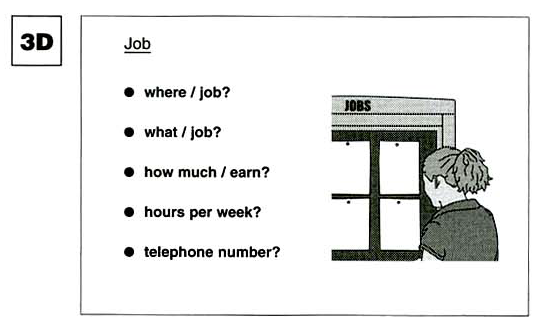 3D
Job
● where / job?
● what / job?
● how much / earn?
● hours per week?
● telephone number?
JOBS